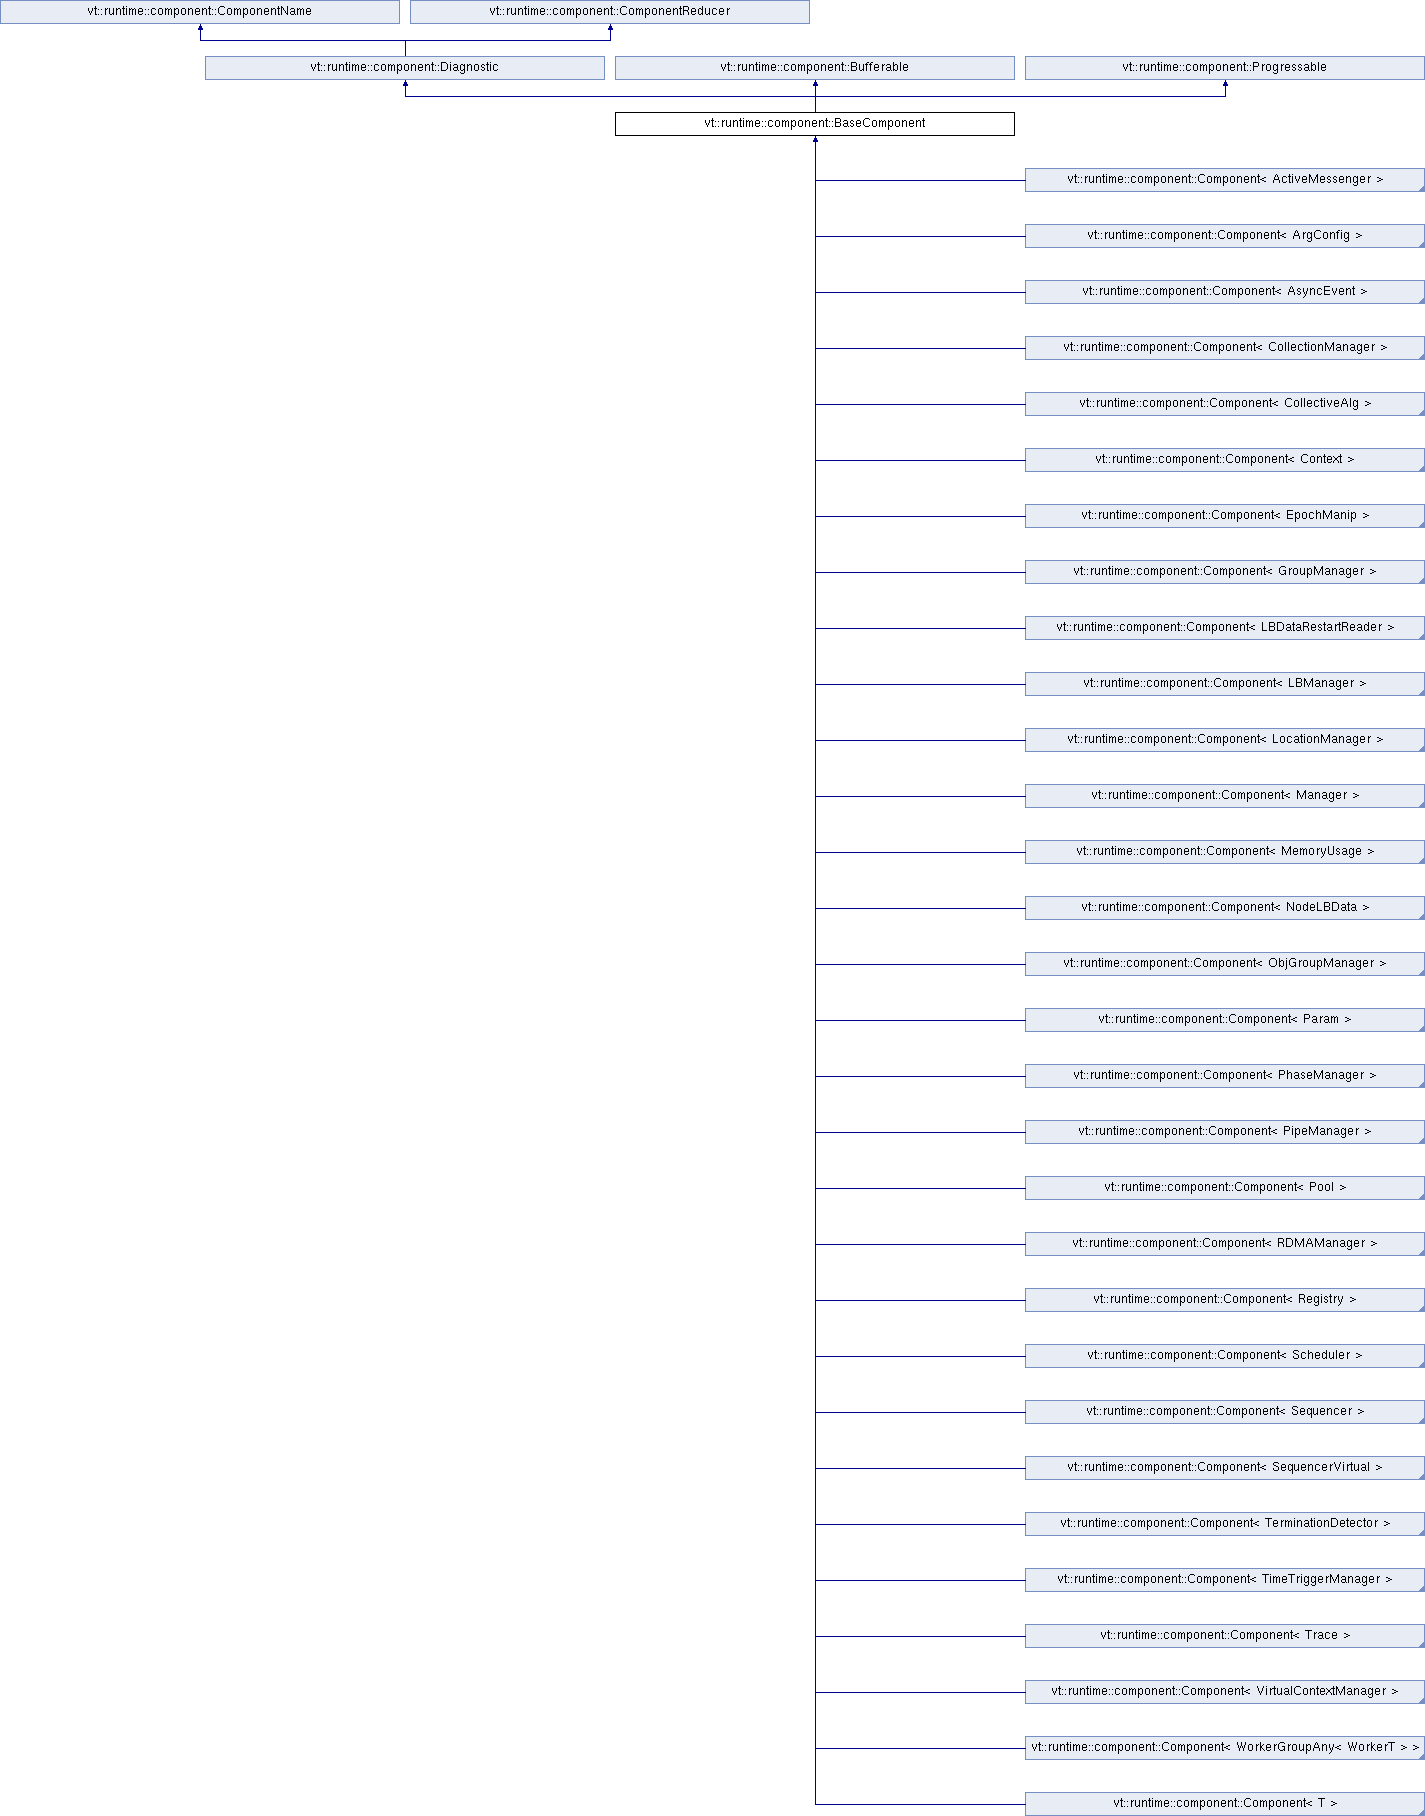 vt::runtime::component::ComponentName
vt::runtime::component::ComponentReducer
vt::runtime::component::Diagnostic
vt::runtime::component::Bufferable
vt::runtime::component::Progressable
vt::runtime::component::BaseComponent
vt::runtime::component::Component< ActiveMessenger >
vt::runtime::component::Component< ArgConfig >
vt::runtime::component::Component< AsyncEvent >
vt::runtime::component::Component< CollectionManager >
vt::runtime::component::Component< CollectiveAlg >
vt::runtime::component::Component< Context >
vt::runtime::component::Component< EpochManip >
vt::runtime::component::Component< GroupManager >
vt::runtime::component::Component< LBDataRestartReader >
vt::runtime::component::Component< LBManager >
vt::runtime::component::Component< LocationManager >
vt::runtime::component::Component< Manager >
vt::runtime::component::Component< MemoryUsage >
vt::runtime::component::Component< NodeLBData >
vt::runtime::component::Component< ObjGroupManager >
vt::runtime::component::Component< Param >
vt::runtime::component::Component< PhaseManager >
vt::runtime::component::Component< PipeManager >
vt::runtime::component::Component< Pool >
vt::runtime::component::Component< RDMAManager >
vt::runtime::component::Component< Registry >
vt::runtime::component::Component< Scheduler >
vt::runtime::component::Component< Sequencer >
vt::runtime::component::Component< SequencerVirtual >
vt::runtime::component::Component< TerminationDetector >
vt::runtime::component::Component< TimeTriggerManager >
vt::runtime::component::Component< Trace >
vt::runtime::component::Component< VirtualContextManager >
vt::runtime::component::Component< WorkerGroupAny< WorkerT > >
vt::runtime::component::Component< T >